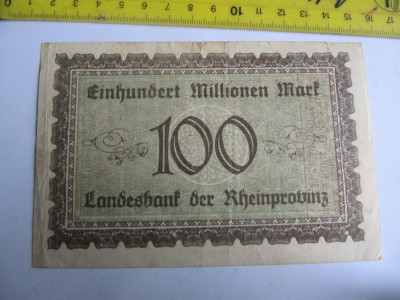 Einhundert Millionen Mark
100
Landesbank der Rheinprovinz